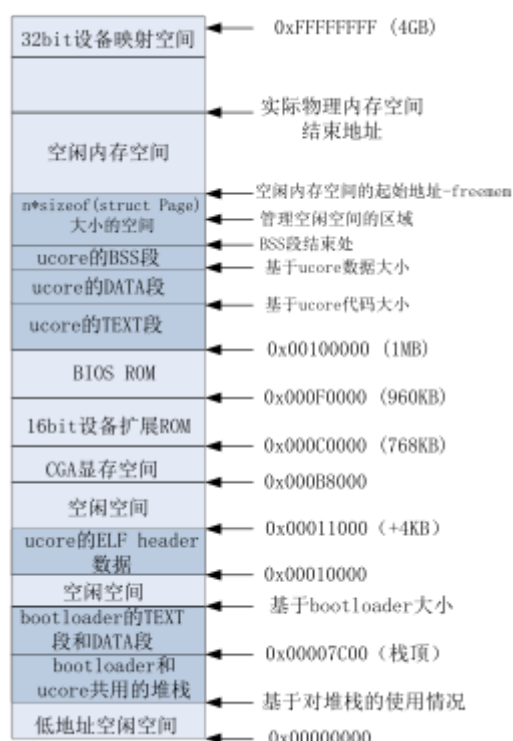 0xFFFFFFFFF (4GB)
32bit设备映射空间
实际物理内存空间
结束地址
空闲内存空间
空闲内存空间的起始地址-freemem
n*sizeof(struct Page)
大小的空间
管理空闲空间的区域
BSS段结束处
ucore的BSS段
基于ucore数据大小
ucore的DATA段
基于ucore代码大小
ucore的TEXT段
0x00100000 (1MB)
BIOS ROM
0x000F0000 (960KB)
16bit设备扩展ROM
0x000C0000 (768KB)
CGA显存空间
0x000B8000
空闲空间
0x00011000 (+4KB)
ucore的ELF header
数据
0x00010000
空闲空间
基于bootloader大小
bootloader的TEXT
段和DATA段
0x00007C00 (栈顶)
bootloader和
ucore共用的堆栈
基于对堆栈的使用情况
低地址空闲空间
0x00000000